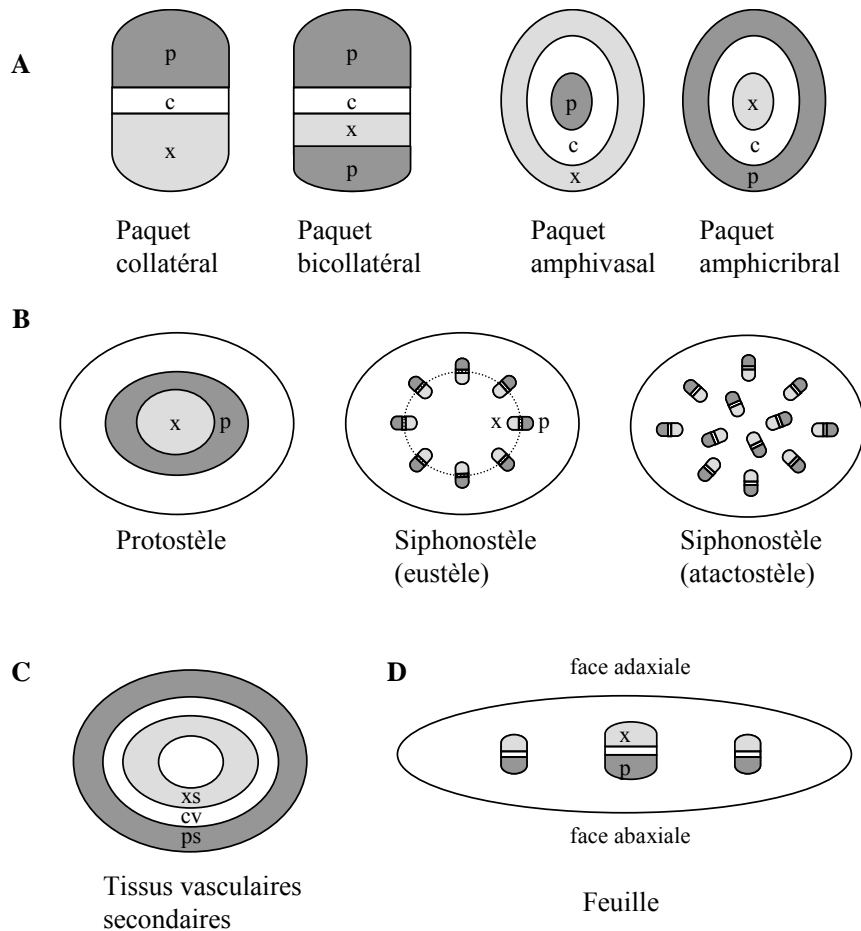 A
p
c
x
p
c
x
p
p
c
x
x
c
p
Paquet
collatéral
Paquet
bicollatéral
Paquet
amphivasal
Paquet
amphicribral
B
x
p
x
p
Protostèle
Siphonostèle
(eustèle)
Siphonostèle
(atactostèle)
C
xs
cv
ps
Tissus vasculaires
secondaires
D
face adaxiale
x
p
face abaxiale
Feuille